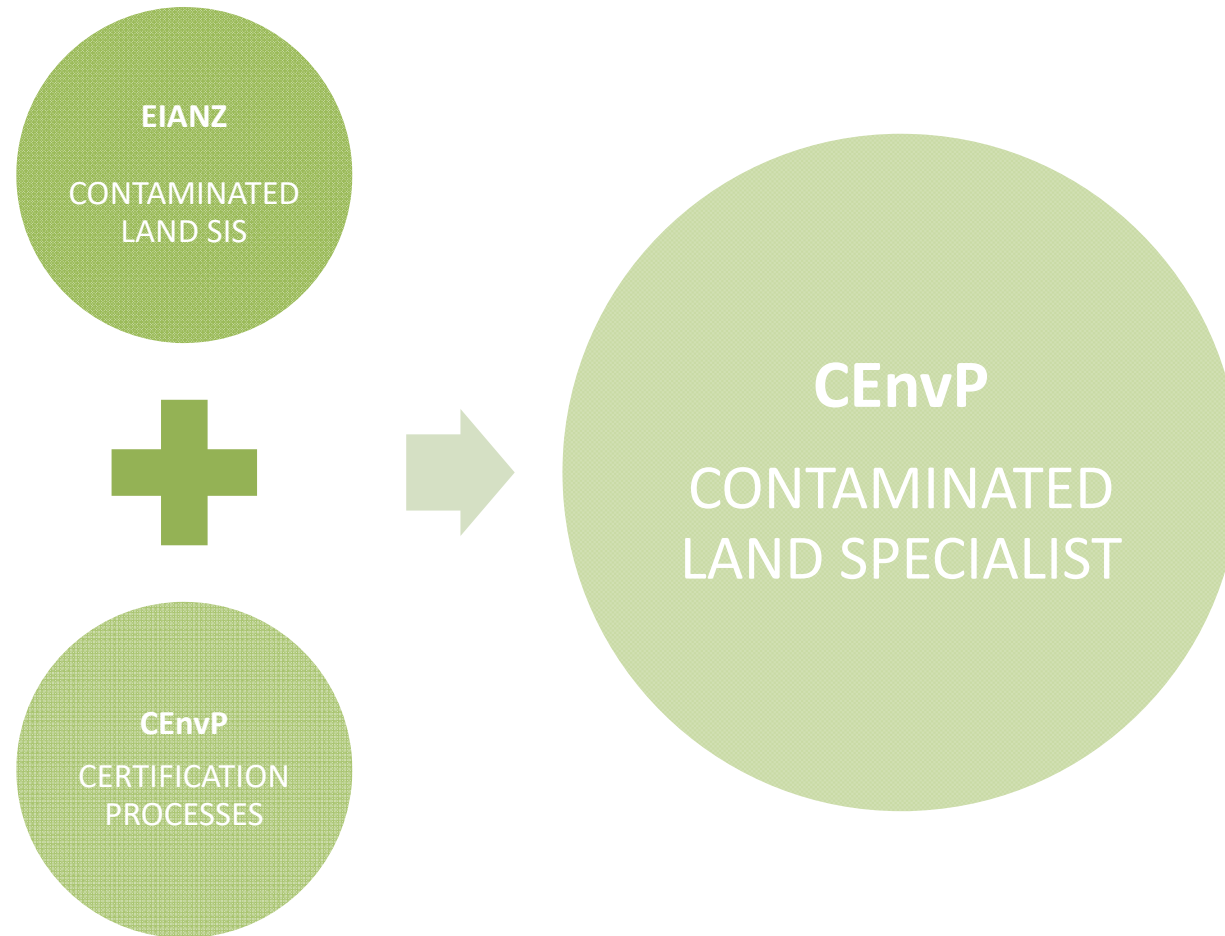 EIANZ
CONTAMINATED
LAND SIS
CEnvP
CERTIFICATION
PROCESSES
CEnvP
CONTAMINATED
LAND SPECIALIST